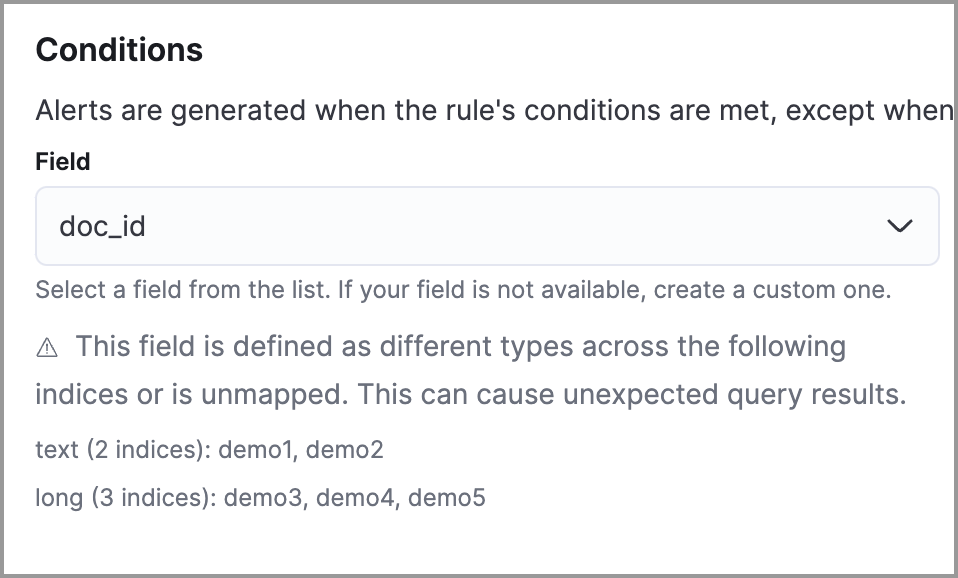 Conditions
Alerts are generated when the rule's conditions are met, except when
Field
doc_id
Select a field from the list. If your field is not available, create a custom one.
This field is defined as different types across the following
indices or is unmapped. This can cause unexpected query results.
text (2 indices): demo1, demo2
long (3 indices): demo3, demo4, demo5